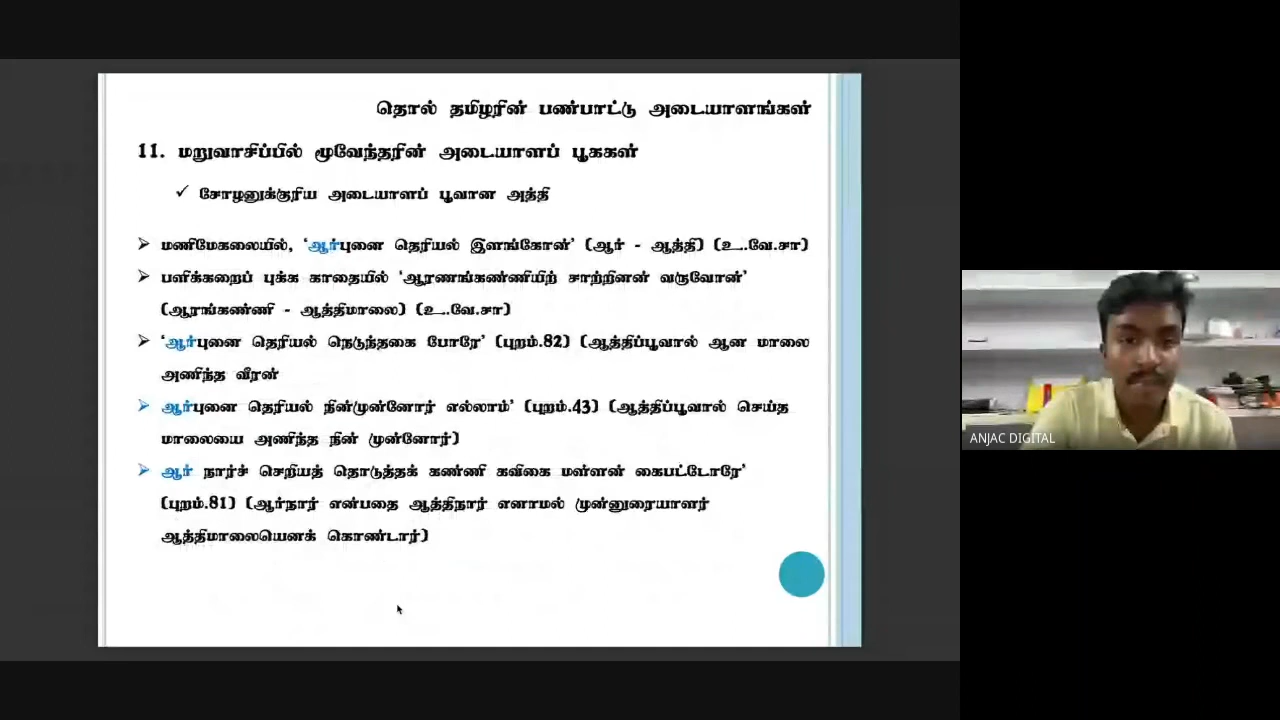 தொல் தமிழரின் பண்பாட்டு அடையாளங்கள்
11. மறுவாசிப்பில் மூவேந்தரின் அடையாளப் பூககள்
✓ சோழனுக்குரிய அடையாளப் பூவான அத்தி
➢ மணிமேகலையில், ‘ஆர்புனை தெரியல் இளங்கோன்’ (ஆர் - ஆத்தி) (உ..வே.சா)
➢ பளிக்கறைப் புக்க காதையில் ‘ஆரணங்கண்ணியிற் சாற்றினன் வருவோன்’
(ஆரங்கண்ணி - ஆத்திமாலை) (உ..வே.சா)
➢ ‘ஆர்புனை தெரியல் நெடுந்தகை போரே’ (புறம்.82) (ஆத்திப்பூவால் ஆன மாலை
அணிந்த வீரன்
➢ ஆர்புனை தெரியல் நின்முன்னோர் எல்லாம்’ (புறம்.43) (ஆத்திப்பூவால் செய்த
மாலையை அணிந்த நின் முன்னோர்)
➢ ஆர் நார்ச் செறியத் தொடுத்தக் கண்ணி கவிகை மள்ளன் கைபட்டோரே’
(புறம்.81) (ஆர்நார் என்பதை ஆத்திநார் எனாமல் முன்னுரையாளர்
ஆத்திமாலையெனக் கொண்டார்)
ANJAC DIGITAL